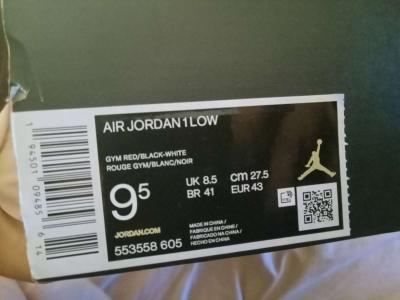 AIR JORDAN 1 LOW
GYM RED/BLACK-WHITE
ROUGE GYM/BLANC/NOIR
9⁵
UK 8.5
BR 41
cm 27.5
EUR 43
JORDAN.COM
553558 605
MADE IN CHINA /
FABRIQUE EN CHINE /
FABRICADO NA CHINA /
HECHO EN CHINA
1 94501 09485 6 14